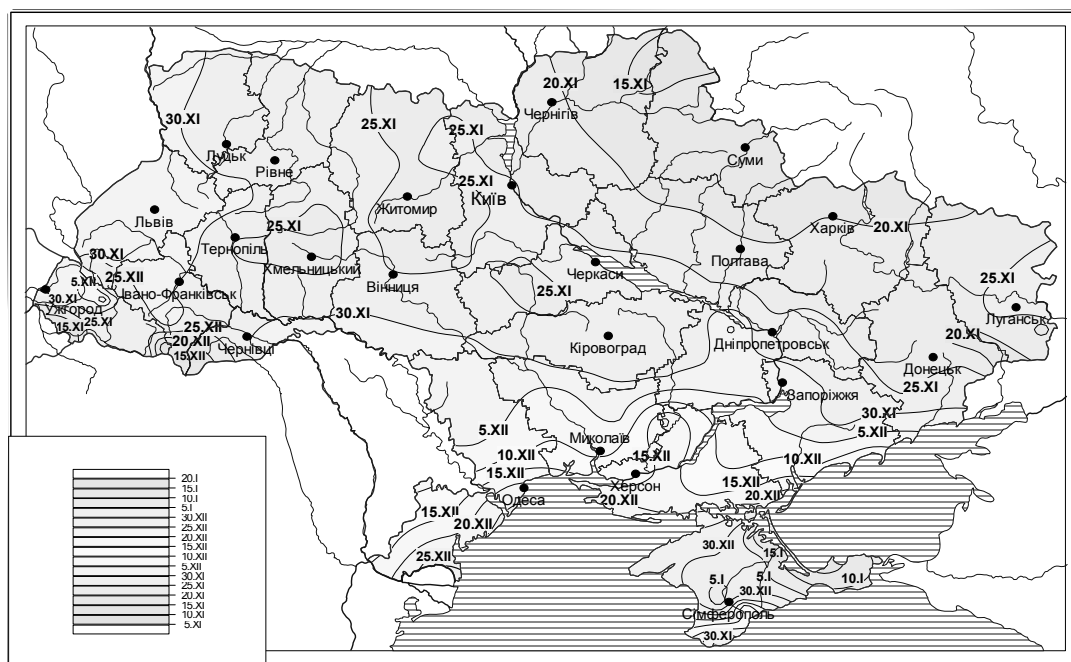 20.XI
15.XI
Чернігів
30.XI
25.XI
25.XI
Луцьк
Рівне
Суми
25.XI
Київ
Житомир
Львів
Харків
20.XI
25.XI
Тернопіль
Полтава
Хмельницький
30.XI
Черкаси
25.XII
5.XII
Вінниця
25.XI
Івано-Франківськ
25.XI
30.XI
Ужгород
Луганськ
15.XI
25.XI
30.XI
25.XII
20.XII
Чернівці
15.XII
Кіровоград
Дніпропетровськ
20.XI
Донецьк
25.XI
Запоріжжя
30.XI
5.XII
5.XII
Миколаїв
10.XII
15.XII
10.XII
15.XII
Херсон
15.XII
Одеса
20.XII
20.XII
15.XII
20.XII
25.XII
30.XII
15.I
5.I
5.I
10.I
30.XII
Сімферополь
30.XI
20.I
15.I
10.I
5.I
30.XII
25.XII
20.XII
15.XII
10.XII
5.XII
30.XI
25.XI
20.XI
15.XI
10.XI
5.XI